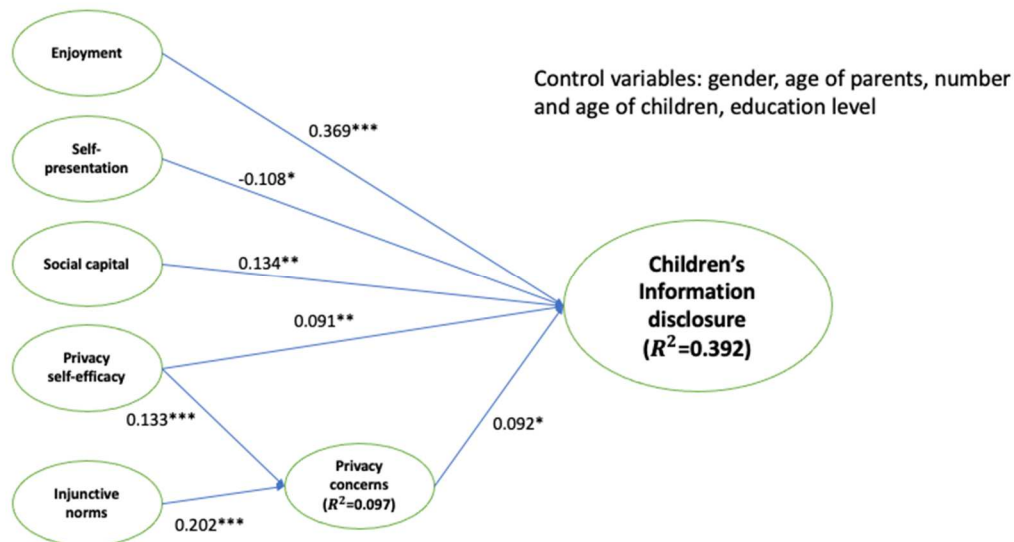 Enjoyment
Control variables: gender, age of parents, number
and age of children, education level
0.369***
Self-
presentation
-0.108*
Social capital
0.134**
Children's
Information
disclosure
(R²=0.392)
0.091**
Privacy
self-efficacy
0.133***
0.092*
Privacy
concerns
(R²=0.097)
Injunctive
norms
0.202***